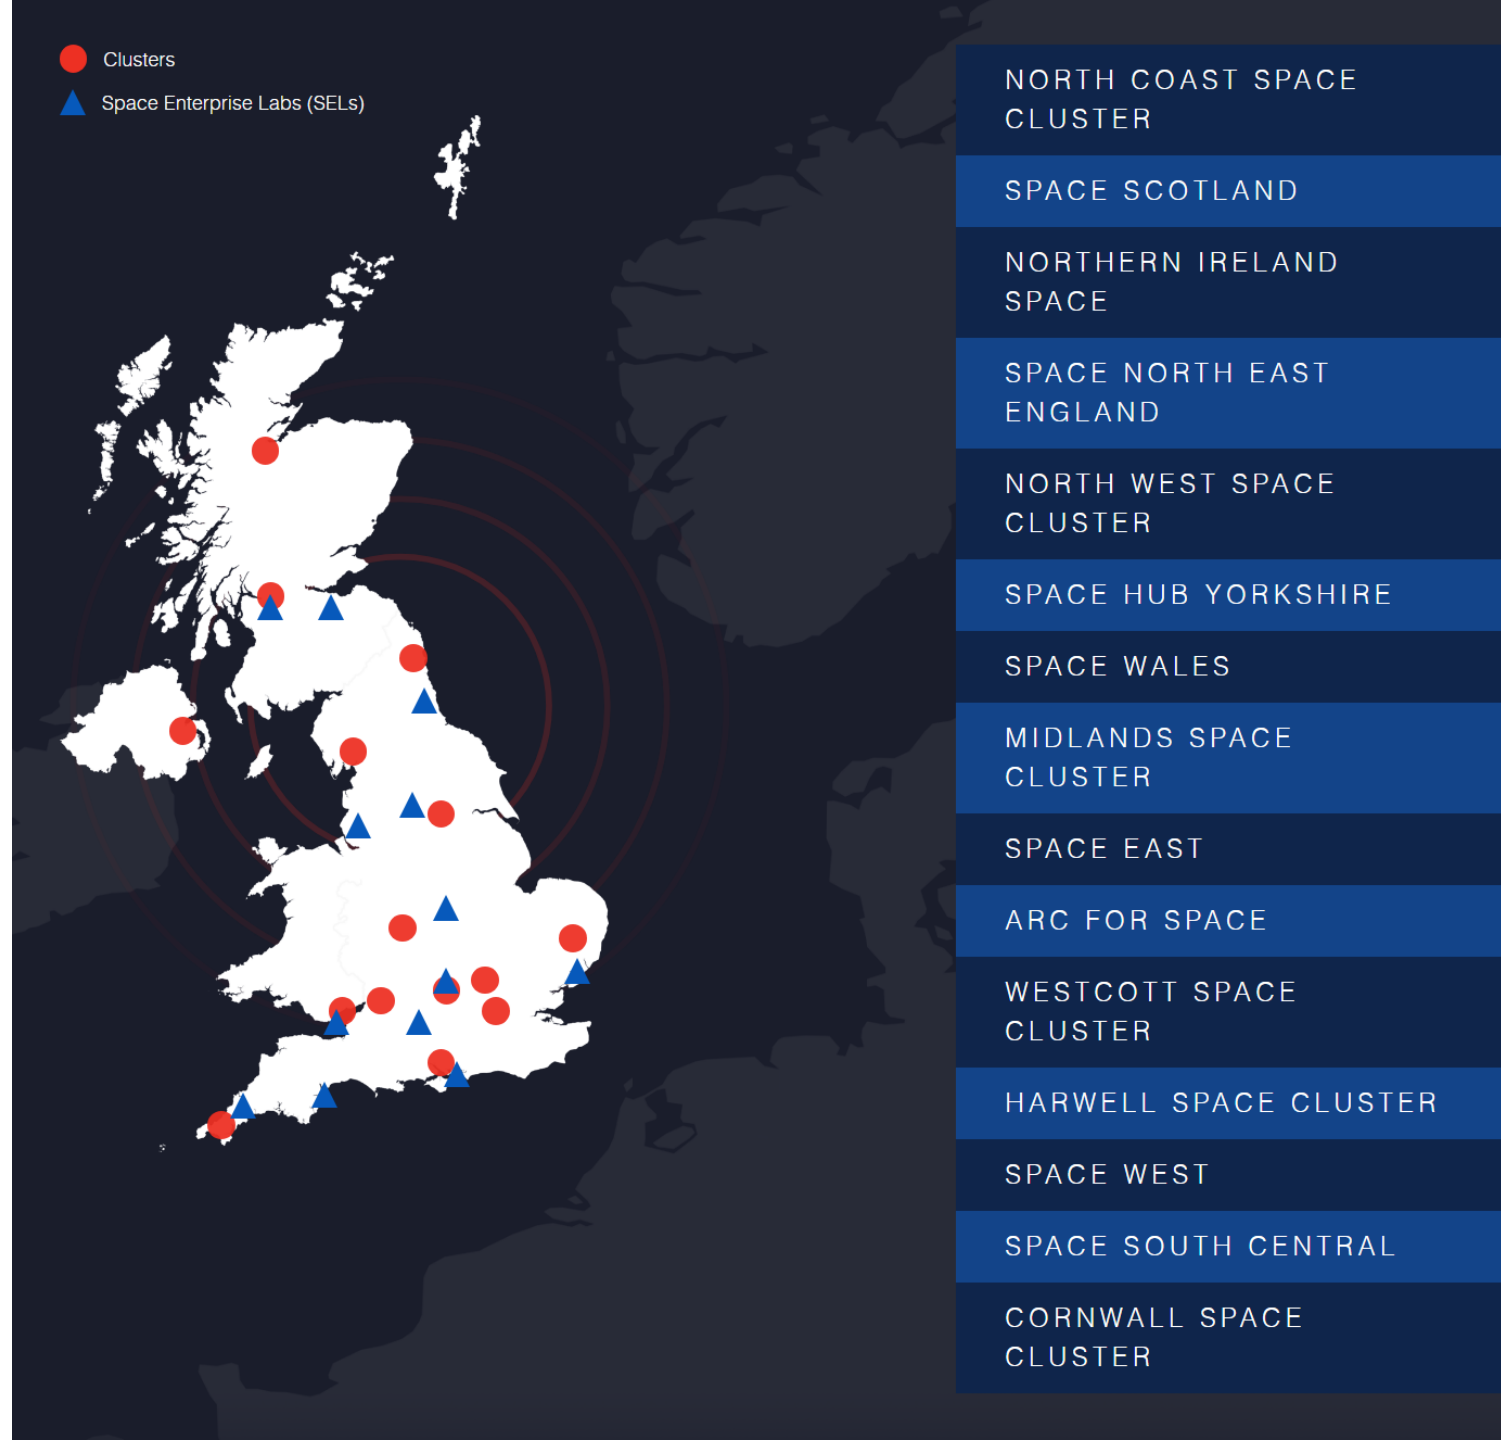 Clusters
Space Enterprise Labs (SELs)
NORTH COAST SPACE
CLUSTER
SPACE SCOTLAND
NORTHERN IRELAND
SPACE
SPACE NORTH EAST
ENGLAND
NORTH WEST SPACE
CLUSTER
SPACE HUB YORKSHIRE
SPACE WALES
MIDLANDS SPACE
CLUSTER
SPACE EAST
ARC FOR SPACE
WESTCOTT SPACE
CLUSTER
HARWELL SPACE CLUSTER
SPACE WEST
SPACE SOUTH CENTRAL
CORNWALL SPACE
CLUSTER